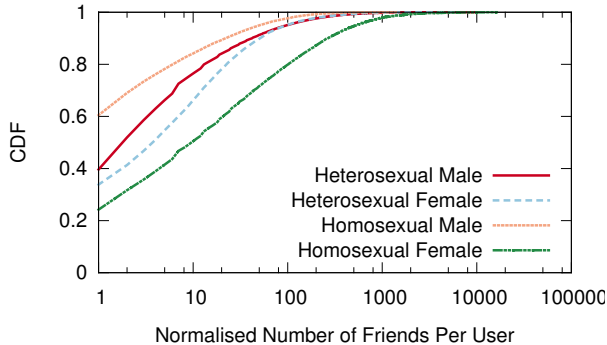 1
0.8
0.6
0.4
0.2
0
CDF
Heterosexual Male
Heterosexual Female
Homosexual Male
Homosexual Female
1 10 100 1000 10000 100000
Normalised Number of Friends Per User